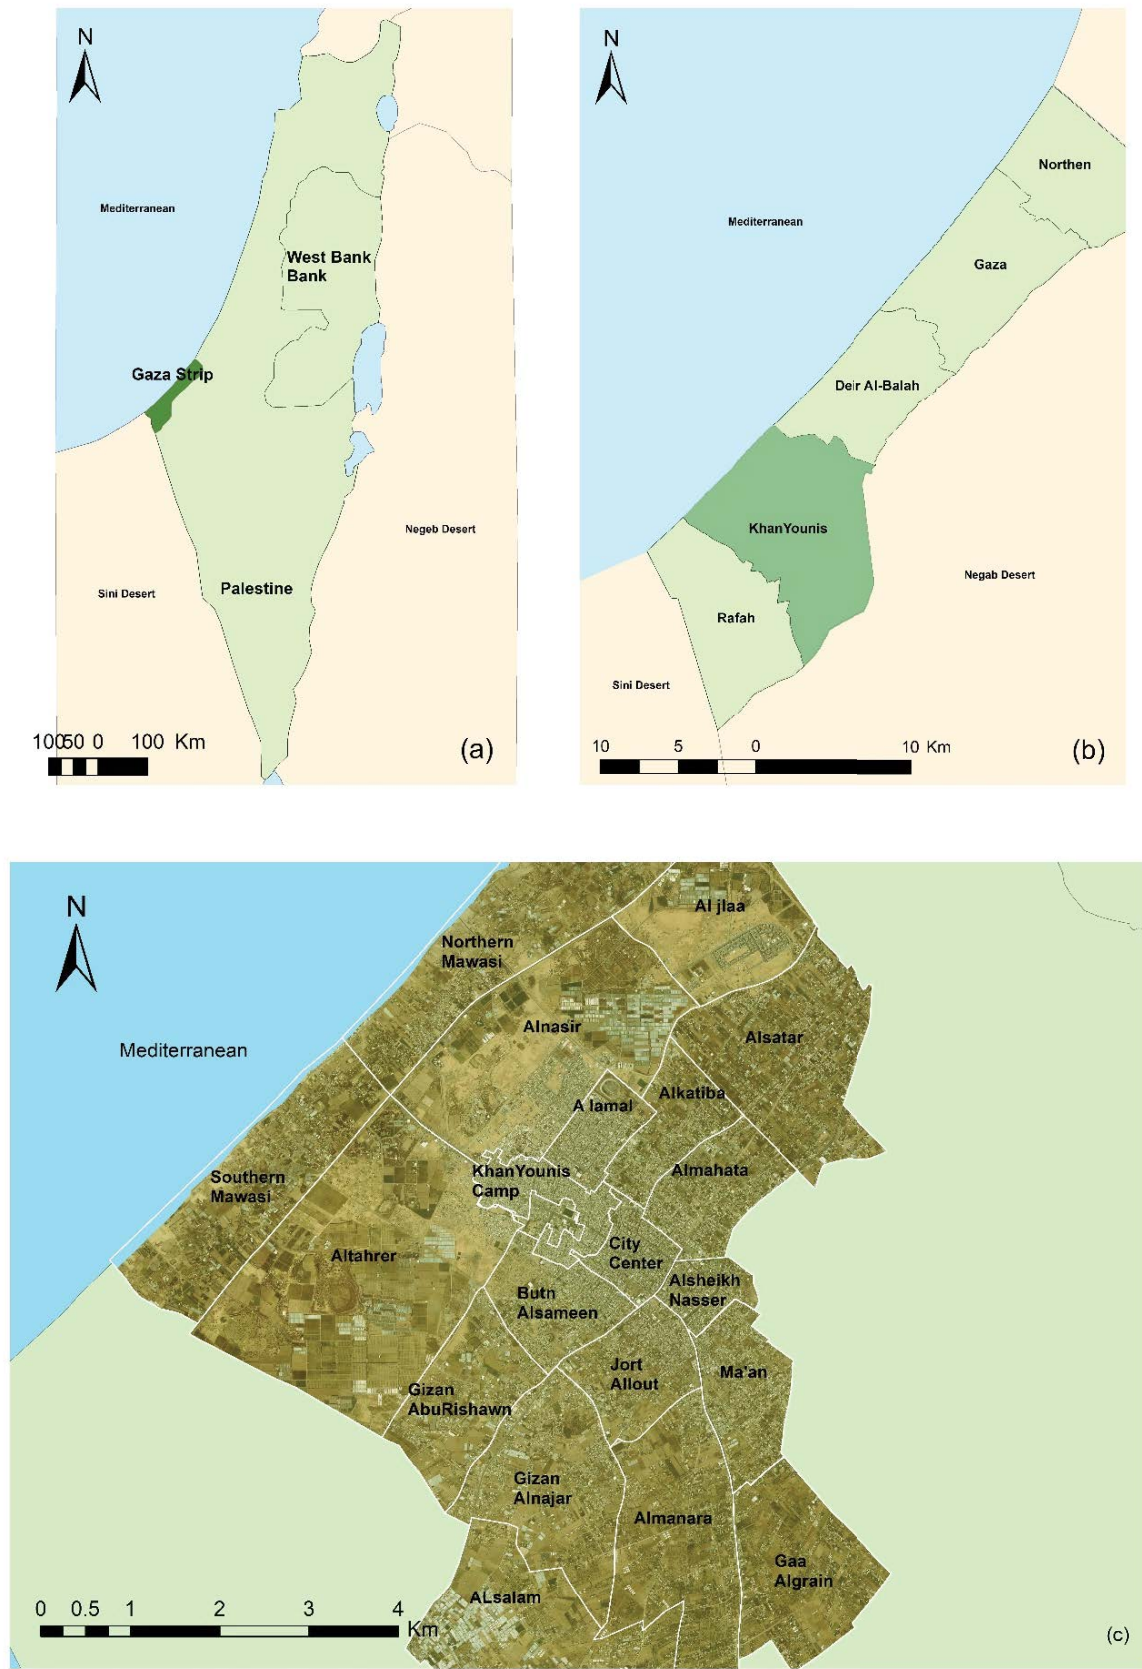 N
Mediterranean
West Bank
Bank
Gaza Strip
Negeb Desert
Palestine
Sini Desert
10050 0 100 Km
(a)
N
Northen
Mediterranean
Gaza
Deir Al-Balah
KhanYounis
Negab Desert
Rafah
Sini Desert
10 5 0 10 Km
(b)
N
Al jlaa
Northern
Mawasi
Alnasir
Alsatar
Mediterranean
Alkatiba
A lamal
KhanYounis
Camp
Almahata
Southern
Mawasi
Altahrer
City
Center
Alsheikh
Nasser
Butn
Alsameen
Jort
Allout
Ma'an
Gizan
AbuRishawn
Gizan
Alnajar
Almanara
Gaa
Algrain
ALsalam
0 0.5 1 2 3 4
Km
(c)